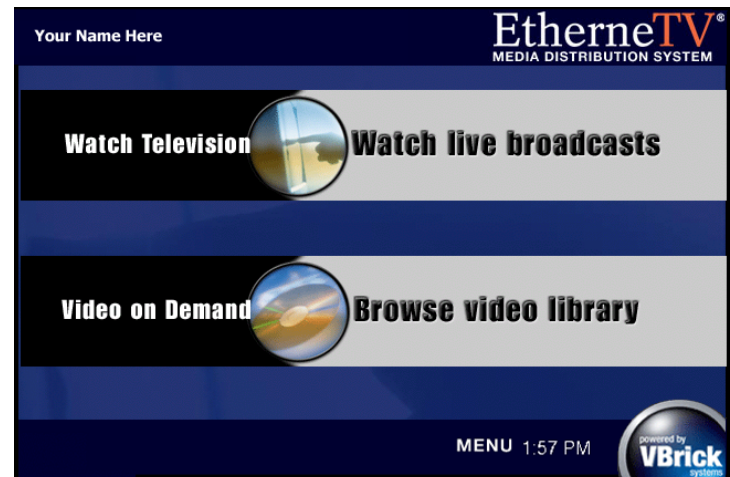 Your Name Here
EtherneTV®
MEDIA DISTRIBUTION SYSTEM
Watch Television
Watch live broadcasts
Video on Demand
Browse video library
MENU 1:57 PM
powered by
VBrick
systems